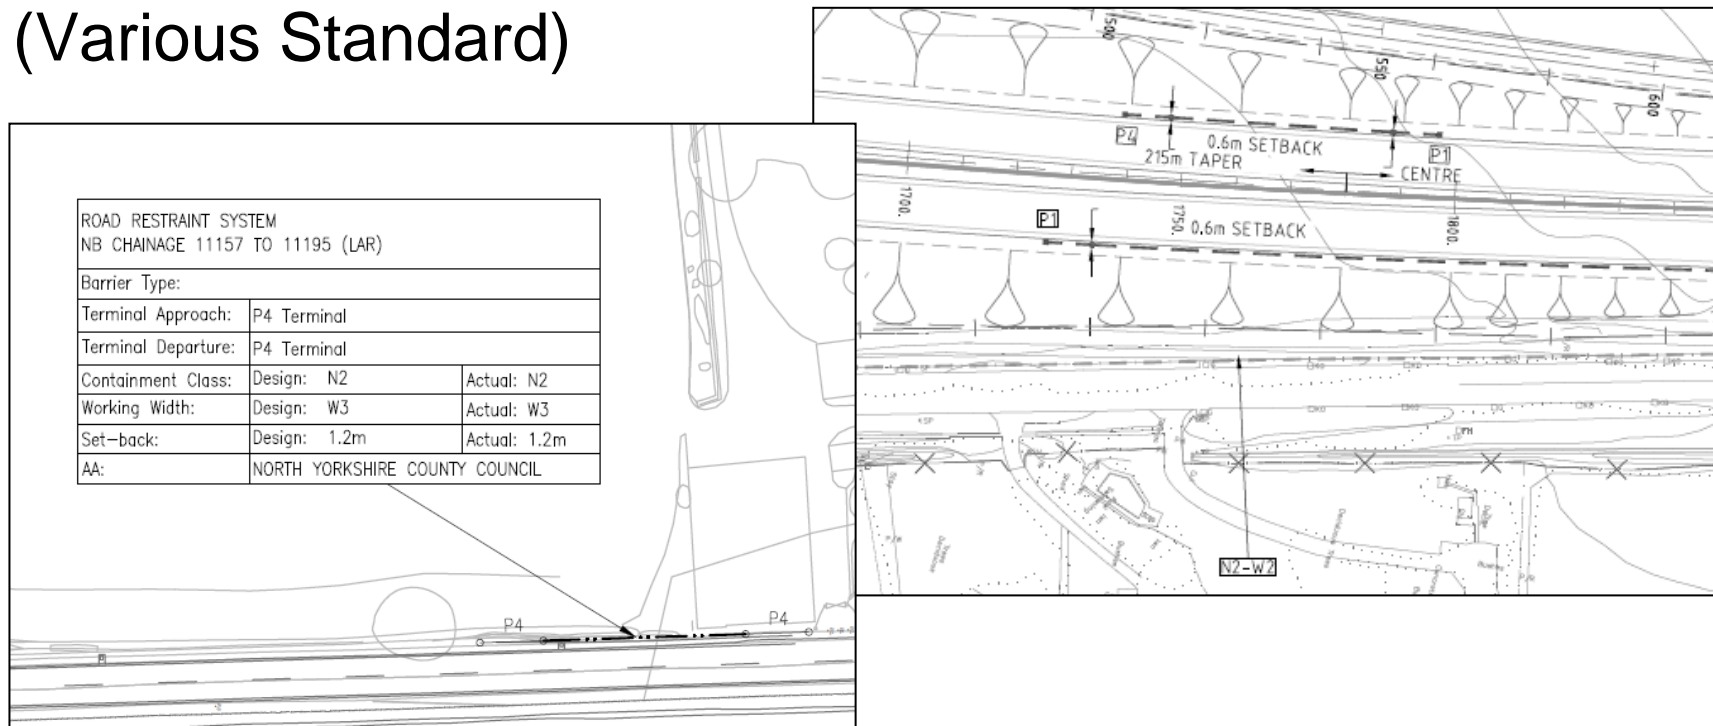 (Various Standard)
ROAD RESTRAINT SYSTEM
NB CHAINAGE 11157 TO 11195 (LAR)
Barrier Type:
Terminal Approach: P4 Terminal
Terminal Departure: P4 Terminal
Containment Class: Design: N2 Actual: N2
Working Width: Design: W3 Actual: W3
Set-back: Design: 1.2m Actual: 1.2m
AA: NORTH YORKSHIRE COUNTY COUNCIL
P4
P4
500
550
600
P4
0.6m SETBACK
P1
215m TAPER
CENTRE
1700.
P1
1750.
0.6m SETBACK
1800.
N2-W2